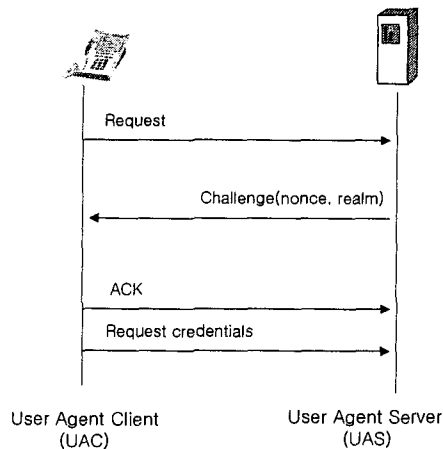 Request
Challenge(nonce, realm)
ACK
Request credentials
User Agent Client
(UAC)
User Agent Server
(UAS)